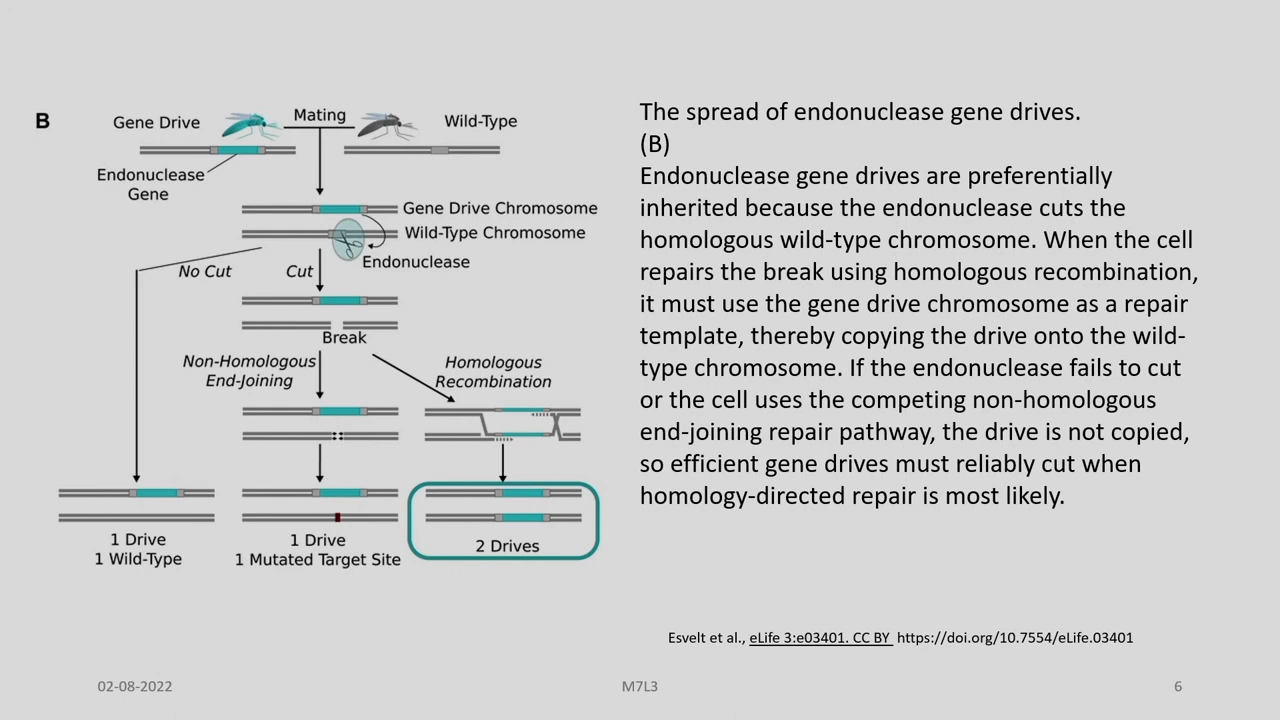 B
Gene Drive
Mating
Wild-Type
Endonuclease
Gene
Gene Drive Chromosome
Wild-Type Chromosome
Endonuclease
No Cut
Cut
Break
Non-Homologous
End-Joining
Homologous
Recombination
1 Drive
1 Wild-Type
1 Drive
1 Mutated Target Site
2 Drives
The spread of endonuclease gene drives.
(B)
Endonuclease gene drives are preferentially
inherited because the endonuclease cuts the
homologous wild-type chromosome. When the cell
repairs the break using homologous recombination,
it must use the gene drive chromosome as a repair
template, thereby copying the drive onto the wild-
type chromosome. If the endonuclease fails to cut
or the cell uses the competing non-homologous
end-joining repair pathway, the drive is not copied,
so efficient gene drives must reliably cut when
homology-directed repair is most likely.
Esvelt et al., eLife 3:e03401. CC BY https://doi.org/10.7554/eLife.03401
02-08-2022
M7L3
6